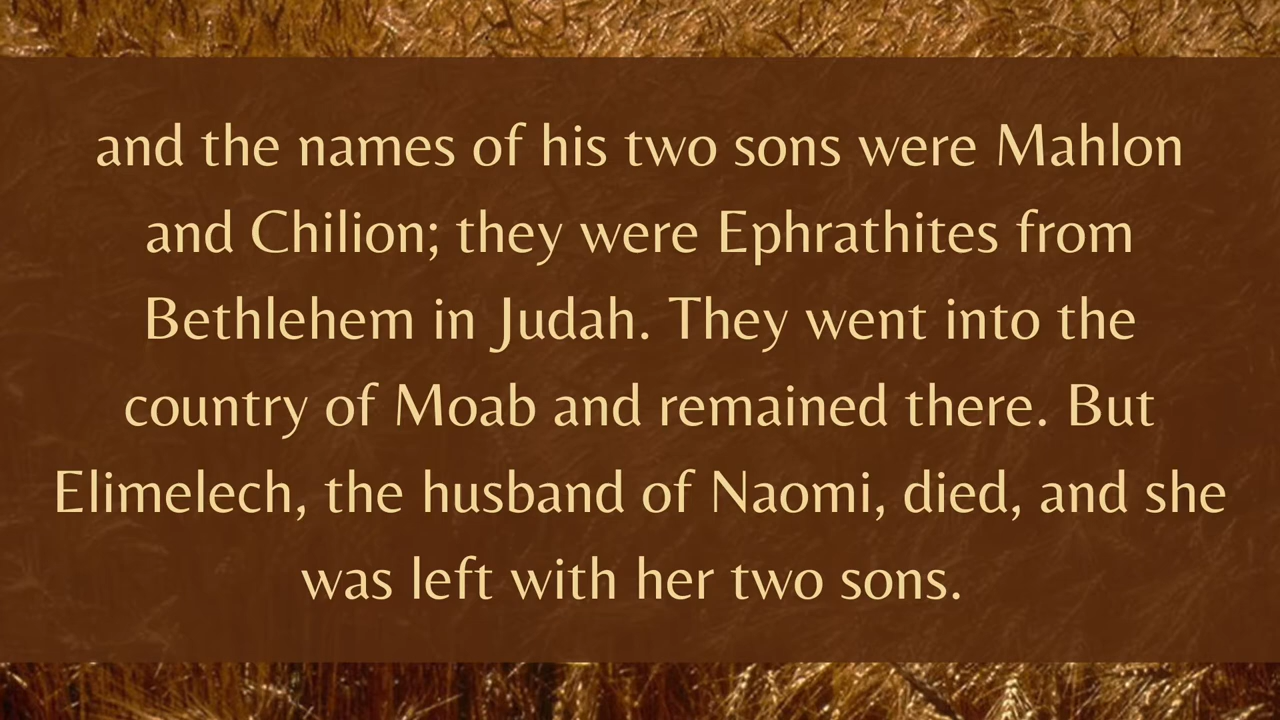 and the names of his two sons were Mahlon
and Chilion; they were Ephrathites from
Bethlehem in Judah. They went into the
country of Moab and remained there. But
Elimelech, the husband of Naomi, died, and she
was left with her two sons.